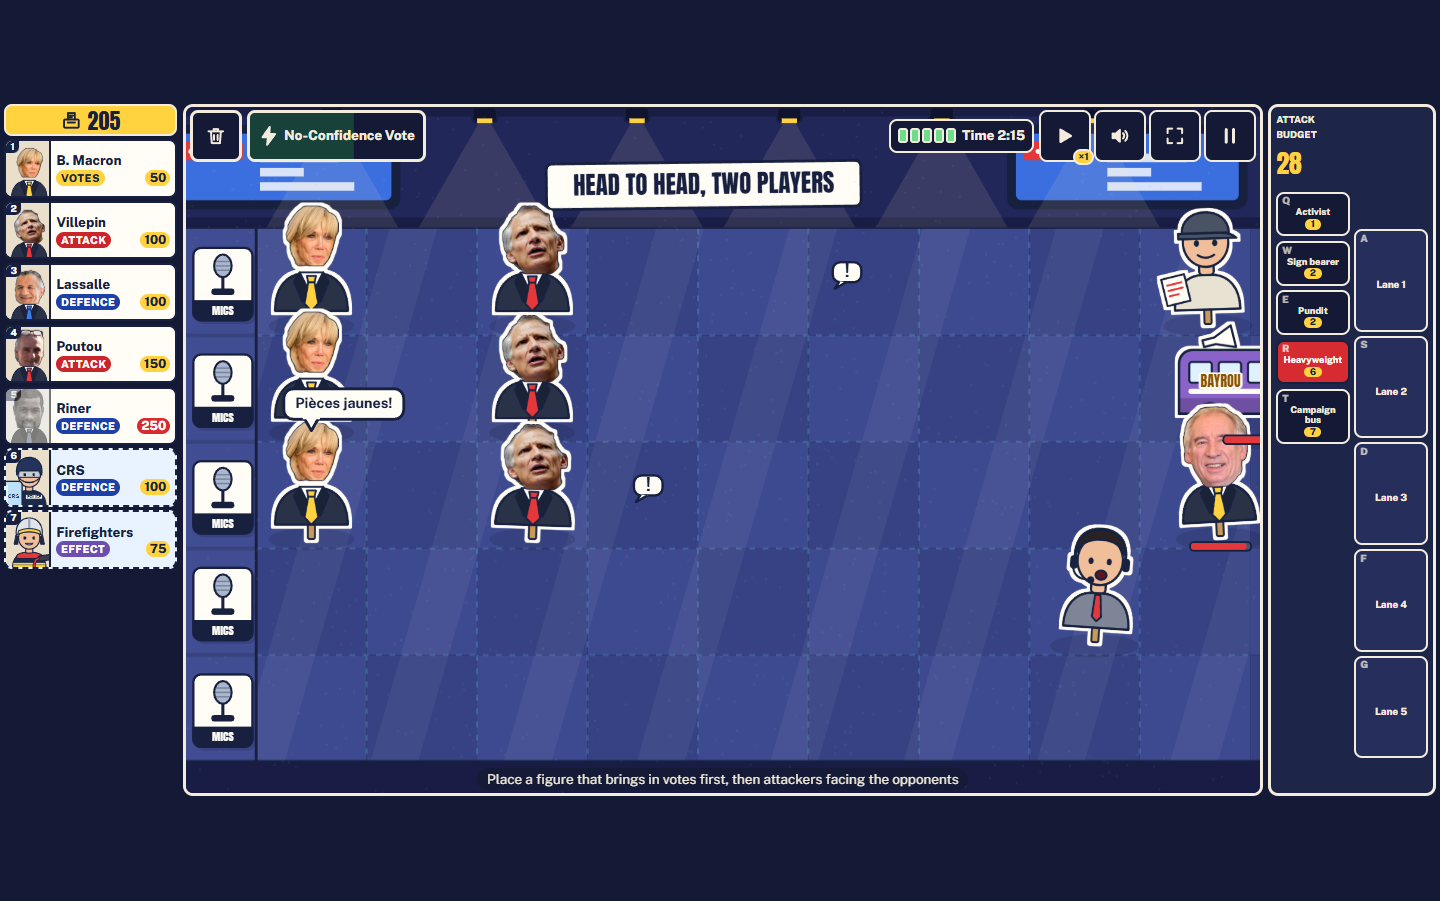 205
1
B. Macron
VOTES 50
2
Villepin
ATTACK 100
3
Lassalle
DEFENCE 100
4
Poutou
ATTACK 150
5
Riner
DEFENCE 250
6
CRS
DEFENCE 100
CRS
7
Firefighters
EFFECT 75
No-Confidence Vote
Time 2:15
×1
HEAD TO HEAD, TWO PLAYERS
MICS
MICS
MICS
MICS
MICS
Pièces jaunes!
!
!
BAYROU
Place a figure that brings in votes first, then attackers facing the opponents
ATTACK
BUDGET
28
Q
Activist
1
W
Sign bearer
2
E
Pundit
2
R
Heavyweight
6
T
Campaign
bus
7
A
Lane 1
S
Lane 2
D
Lane 3
F
Lane 4
G
Lane 5